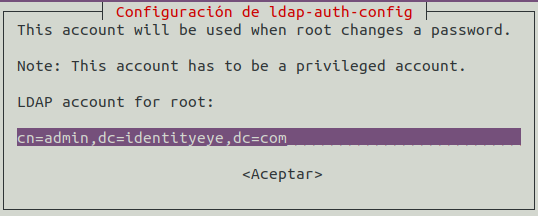 Configuración de ldap-auth-config
This account will be used when root changes a password.
Note: This account has to be a privileged account.
LDAP account for root:
cn=admin,dc=identityeye,dc=com
<Aceptar>